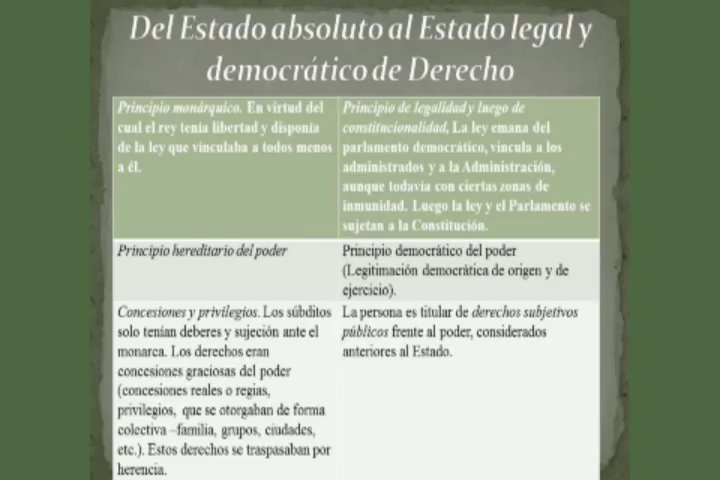 Del Estado absoluto al Estado legal y
democrático de Derecho
Principio monárquico. En virtud del
cual el rey tenía libertad y disponía
de la ley que vinculaba a todos menos
a él.
Principio de legalidad y luego de
constitucionalidad, La ley emana del
parlamento democrático, vincula a los
administrados y a la Administración,
aunque todavía con ciertas zonas de
inmunidad. Luego la ley y el Parlamento se
sujetan a la Constitución.
Principio hereditario del poder
Principio democrático del poder
(Legitimación democrática de origen y de
ejercicio).
Concesiones y privilegios. Los súbditos
solo tenían deberes y sujeción ante el
monarca. Los derechos eran
concesiones graciosas del poder
(concesiones reales o regias,
privilegios, que se otorgaban de forma
colectiva –familia, grupos, ciudades,
etc.). Estos derechos se traspasaban por
herencia.
La persona es titular de derechos subjetivos
públicos frente al poder, considerados
anteriores al Estado.